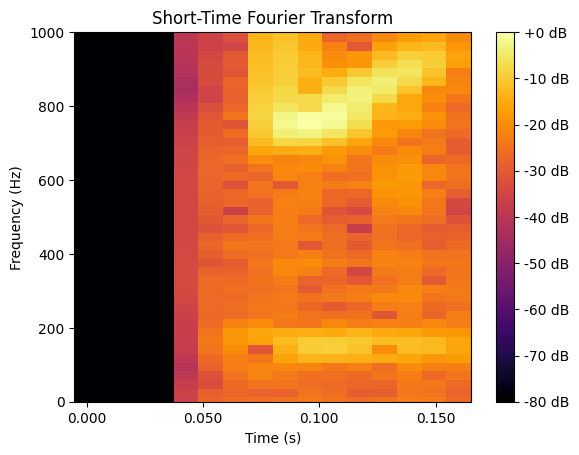 Short-Time Fourier Transform
1000
800
600
400
200
0
Frequency (Hz)
0.000
0.050
0.100
0.150
Time (s)
+0 dB
-10 dB
-20 dB
-30 dB
-40 dB
-50 dB
-60 dB
-70 dB
-80 dB